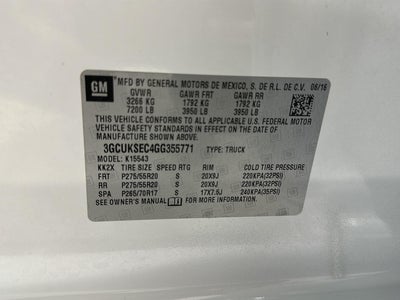 GM
MFD BY GENERAL MOTORS DE MEXICO, S. DE R.L. DE C.V. 06/16
GVWR GAWR FRT GAWR RR
3266 KG 1792 KG 1792 KG
7200 LB 3950 LB 3950 LB
THIS VEHICLE CONFORMS TO ALL APPLICABLE U.S. FEDERAL MOTOR
VEHICLE SAFETY STANDARDS IN EFFECT ON THE DATE OF
MANUFACTURE SHOWN ABOVE.
3GCUKSEC4GG355771 TYPE: TRUCK
MODEL: K15543
KK2X TIRE SIZE SPEED RTG RIM COLD TIRE PRESSURE
FRT P275/55R20 S 20X9J 220KPA(32PSI)
RR P275/55R20 S 20X9J 220KPA(32PSI)
SPA P265/70R17 S 17X7.5J 240KPA(35PSI)
SEE OWNER'S MANUAL FOR MORE INFORMATION.